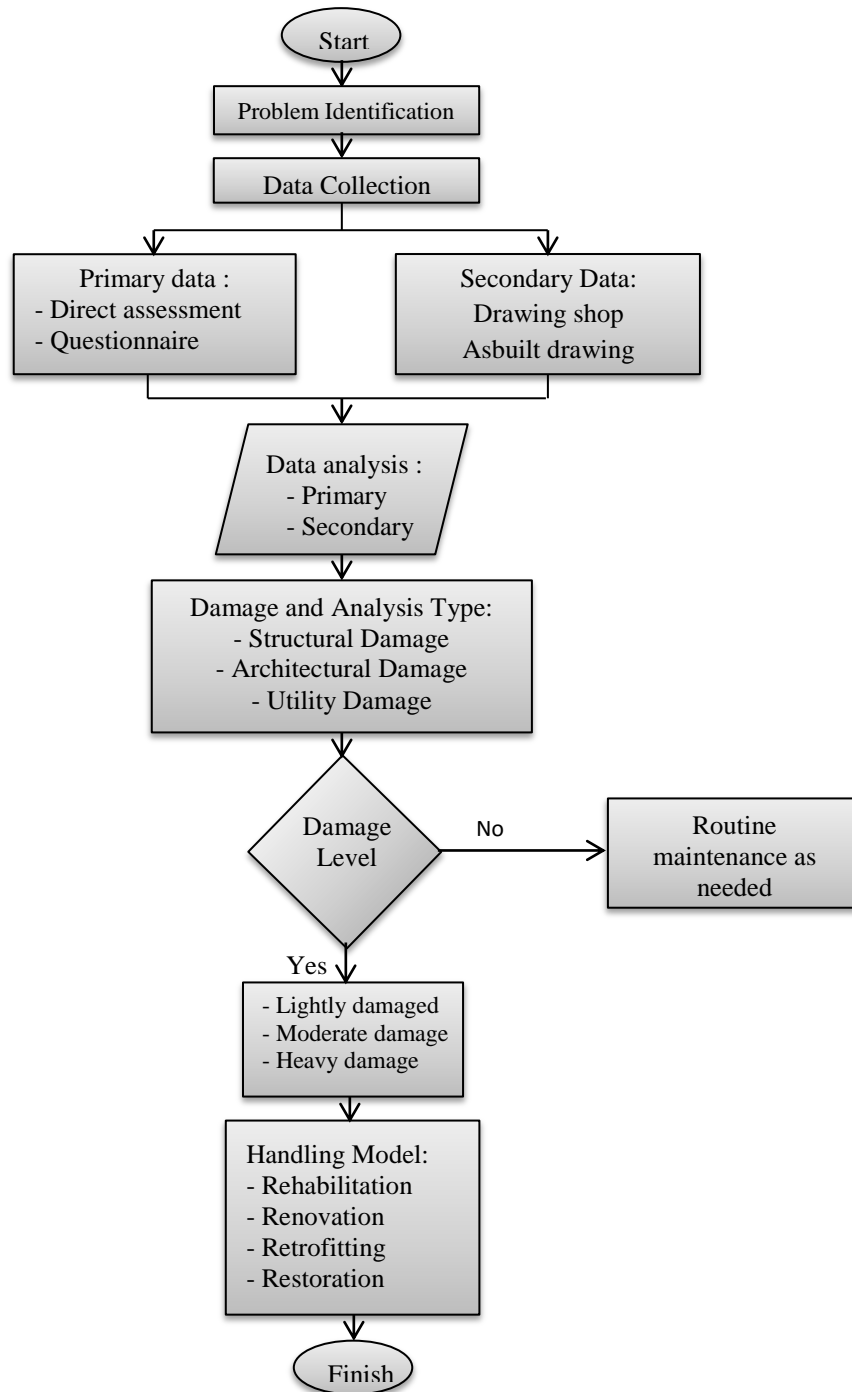 Start
Problem Identification
Data Collection
Primary data :
- Direct assessment
- Questionnaire
Secondary Data:
Drawing shop
Asbuilt drawing
Data analysis :
- Primary
- Secondary
Damage and Analysis Type:
- Structural Damage
- Architectural Damage
- Utility Damage
Damage
Level
No
Routine
maintenance as
needed
Yes
- Lightly damaged
- Moderate damage
- Heavy damage
Handling Model:
- Rehabilitation
- Renovation
- Retrofitting
- Restoration
Finish